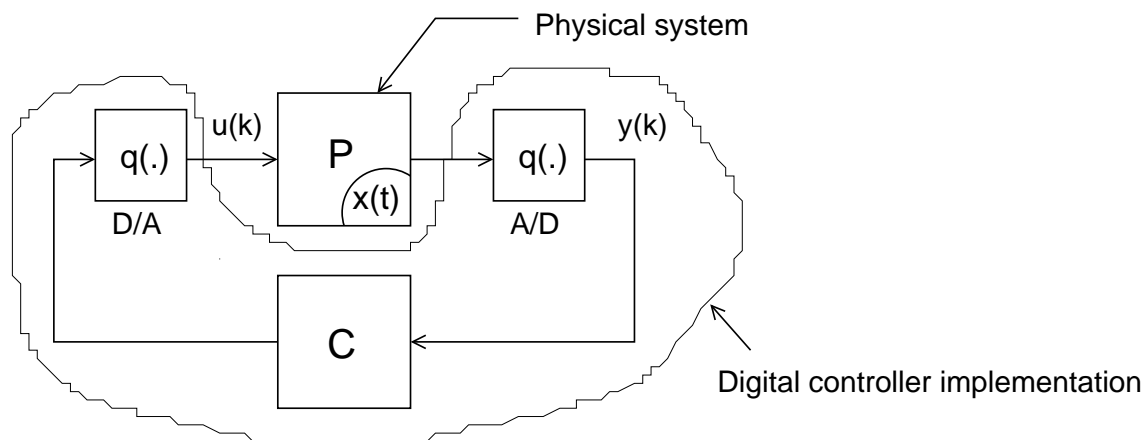 Physical system
u(k)
y(k)
q(.)
P
q(.)
x(t)
D/A
A/D
C
Digital controller implementation